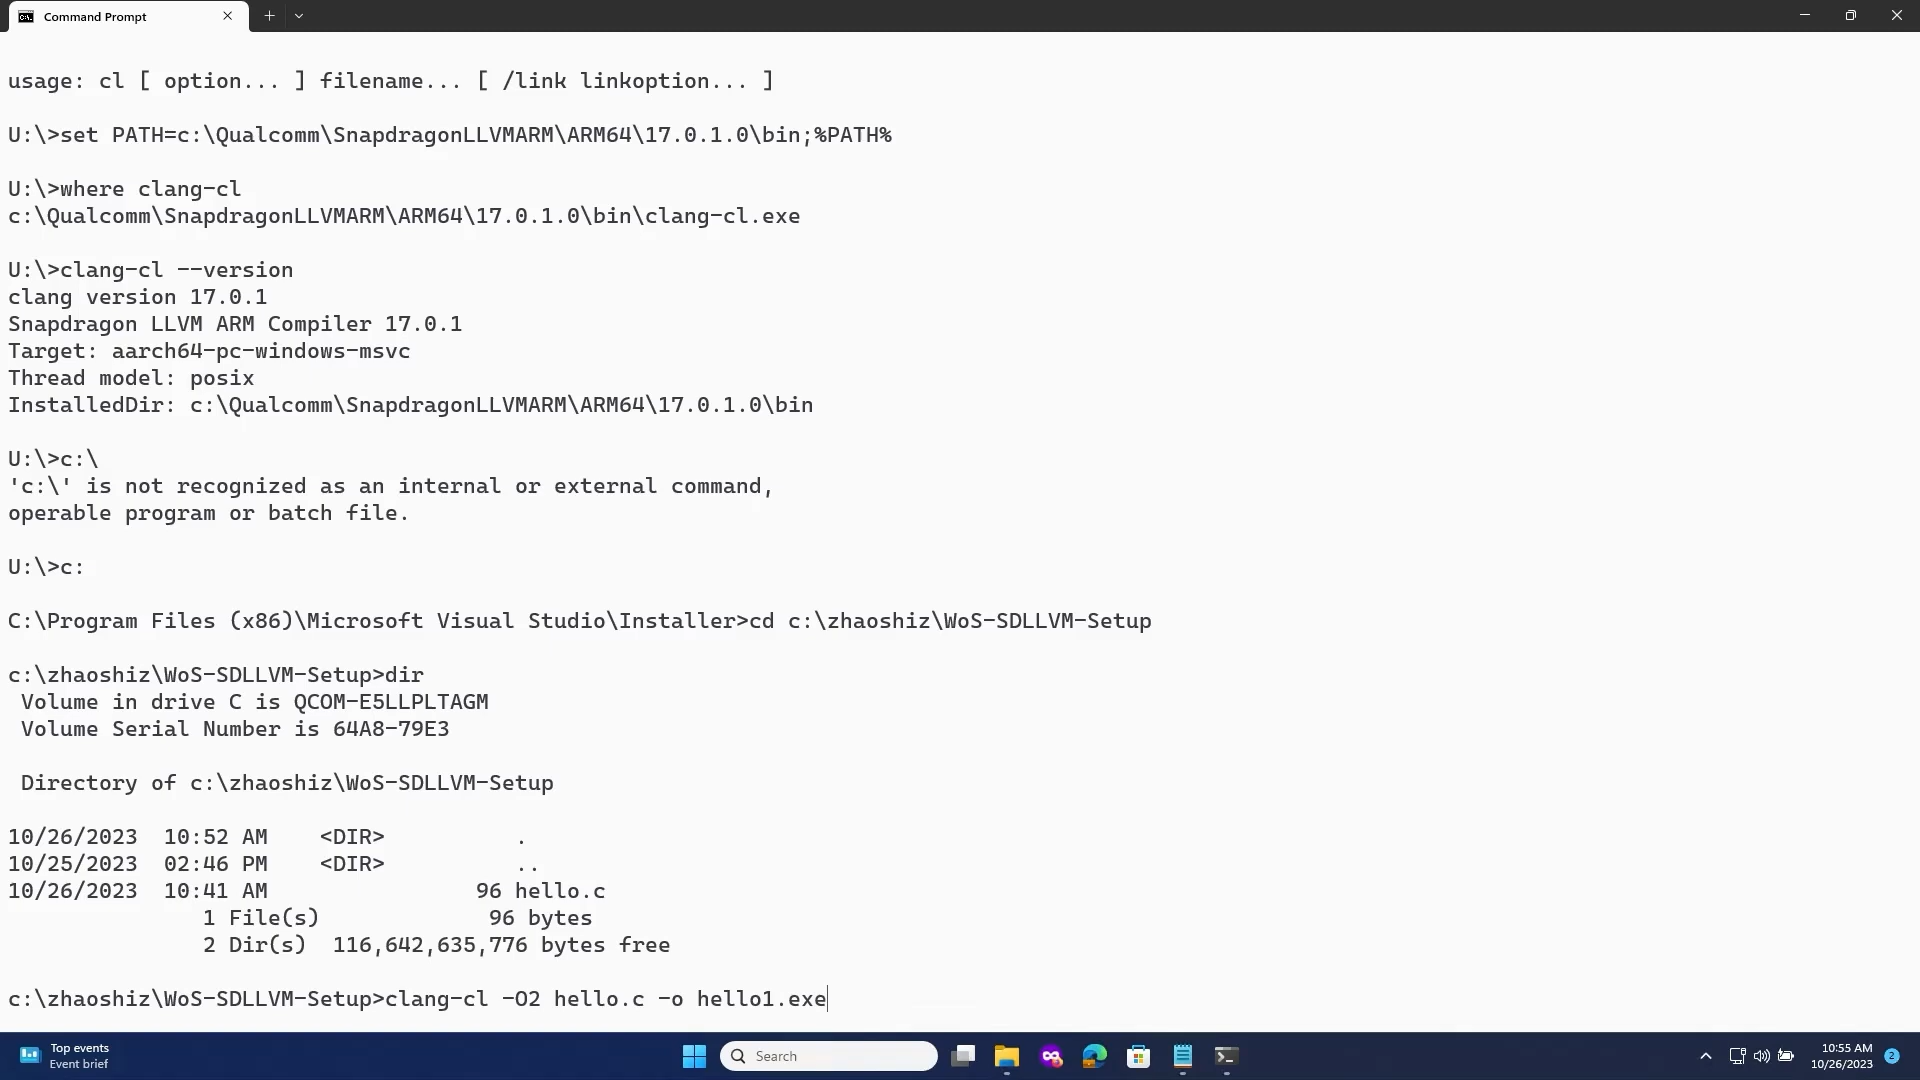 Command Prompt
usage: cl [ option... ] filename... [ /link linkoption... ]
U:\>set PATH=c:\Qualcomm\SnapdragonLLVMARM\ARM64\17.0.1.0\bin;%PATH%
U:\>where clang-cl
c:\Qualcomm\SnapdragonLLVMARM\ARM64\17.0.1.0\bin\clang-cl.exe
U:\>clang-cl --version
clang version 17.0.1
Snapdragon LLVM ARM Compiler 17.0.1
Target: aarch64-pc-windows-msvc
Thread model: posix
InstalledDir: c:\Qualcomm\SnapdragonLLVMARM\ARM64\17.0.1.0\bin
U:\>c:\
'c:\' is not recognized as an internal or external command,
operable program or batch file.
U:\>c:
C:\Program Files (x86)\Microsoft Visual Studio\Installer>cd c:\zhaoshiz\WoS-SDLLVM-Setup
c:\zhaoshiz\WoS-SDLLVM-Setup>dir
Volume in drive C is QCOM-E5LLPLTAGM
Volume Serial Number is 64A8-79E3
Directory of c:\zhaoshiz\WoS-SDLLVM-Setup
10/26/2023  10:52 AM    <DIR>          .
10/25/2023  02:46 PM    <DIR>          ..
10/26/2023  10:41 AM                96 hello.c
1 File(s)             96 bytes
2 Dir(s)  116,642,635,776 bytes free
c:\zhaoshiz\WoS-SDLLVM-Setup>clang-cl -O2 hello.c -o hello1.exe
Top events
Event brief
Search
10:55 AM
10/26/2023
2